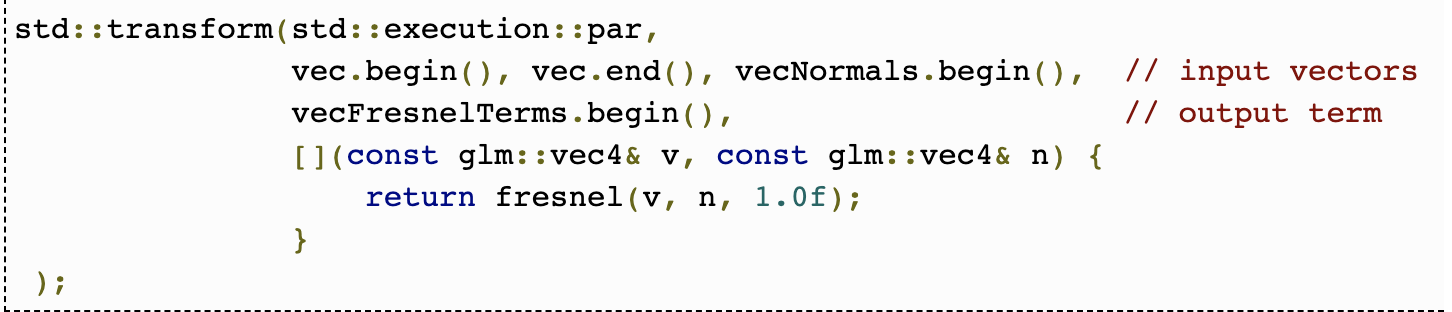 std::transform(std::execution::par,
vec.begin(), vec.end(), vecNormals.begin(),  // input vectors
vecFresnelTerms.begin(),                     // output term
[](const glm::vec4& v, const glm::vec4& n) {
return fresnel(v, n, 1.0f);
}
);